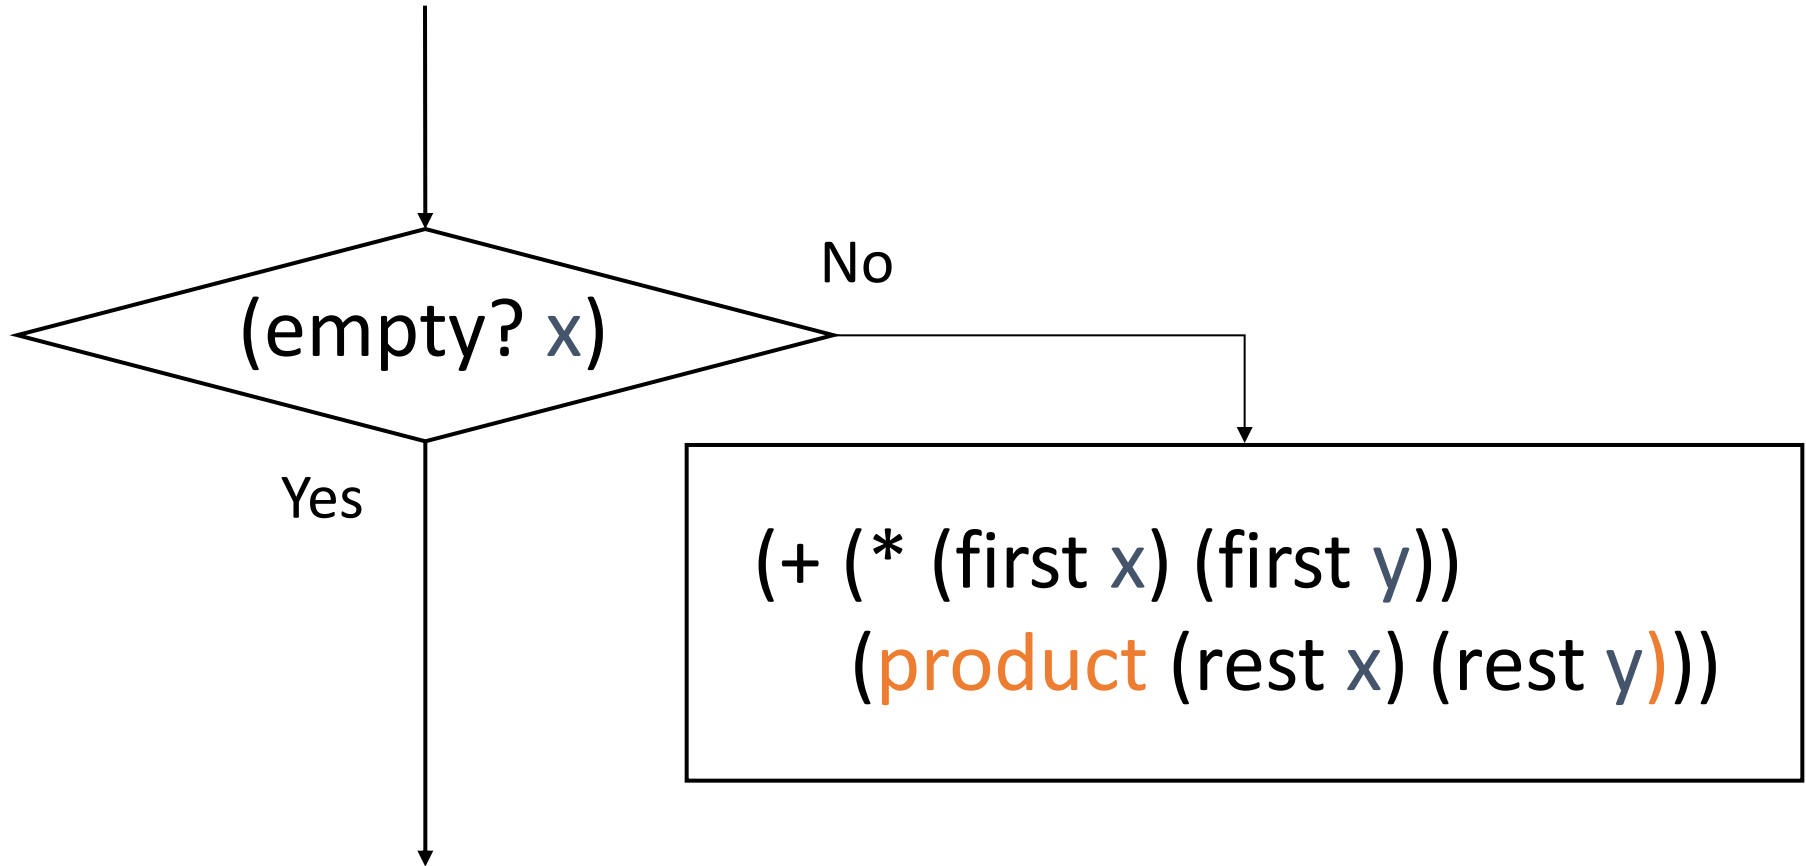 (empty? x)
No
Yes
(+ (* (first x) (first y))
(product (rest x) (rest y)))